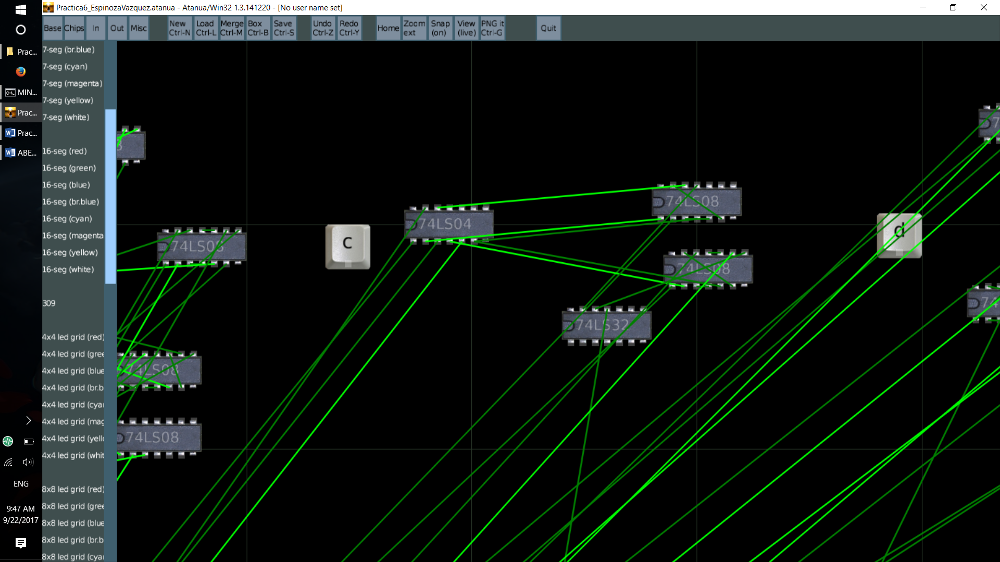 Practica6_EspinozaVazquez.atanua - Atanua/Win32 1.3.141220 - [No user name set]
Base
Chips
In
Out
Misc
New
Ctrl-N
Load
Ctrl-L
Merge
Ctrl-M
Box
Ctrl-B
Save
Ctrl-S
Undo
Ctrl-Z
Redo
Ctrl-Y
Home
Zoom
ext
Snap
(on)
View
(live)
PNG it
Ctrl-G
Quit
Prac...
MIN...
Prac...
Prac...
ABE...
ENG
9:47 AM
9/22/2017
7-seg (br.blue)
7-seg (cyan)
7-seg (magenta)
7-seg (yellow)
7-seg (white)
16-seg (red)
16-seg (green)
16-seg (blue)
16-seg (br.blue)
16-seg (cyan)
16-seg (magenta
16-seg (yellow)
16-seg (white)
309
4x4 led grid (red)
4x4 led grid (gree
4x4 led grid (blue
4x4 led grid (br.b
4x4 led grid (cyan
4x4 led grid (mag
4x4 led grid (yello
4x4 led grid (whit
8x8 led grid (red)
8x8 led grid (gree
8x8 led grid (blue
8x8 led grid (br.b
8x8 led grid (cyan
74LS08
C
74LS04
74LS08
74LS08
74LS32
d
74LS08
74LS08
7
74